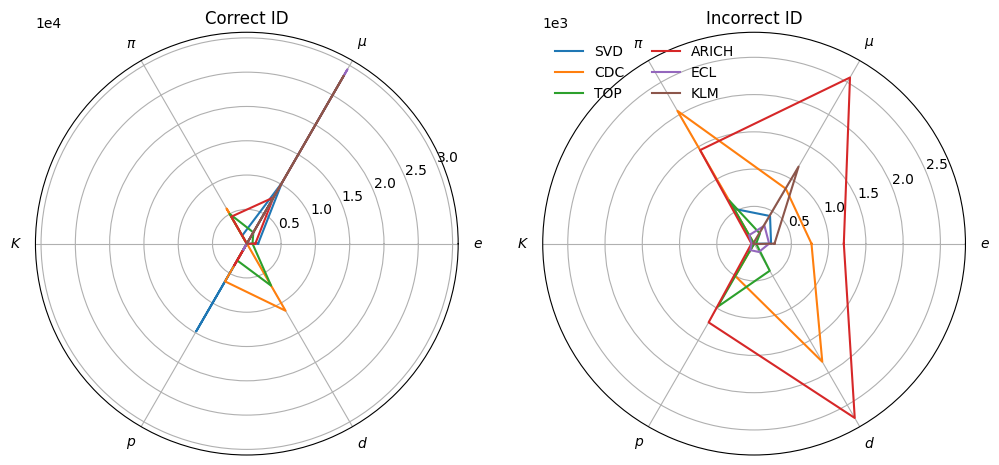 Correct ID
1e4
e
μ
π
K
p
d
0.5
1.0
1.5
2.0
2.5
3.0
Incorrect ID
1e3
e
μ
π
K
p
d
0.5
1.0
1.5
2.0
2.5
SVD
CDC
TOP
ARICH
ECL
KLM